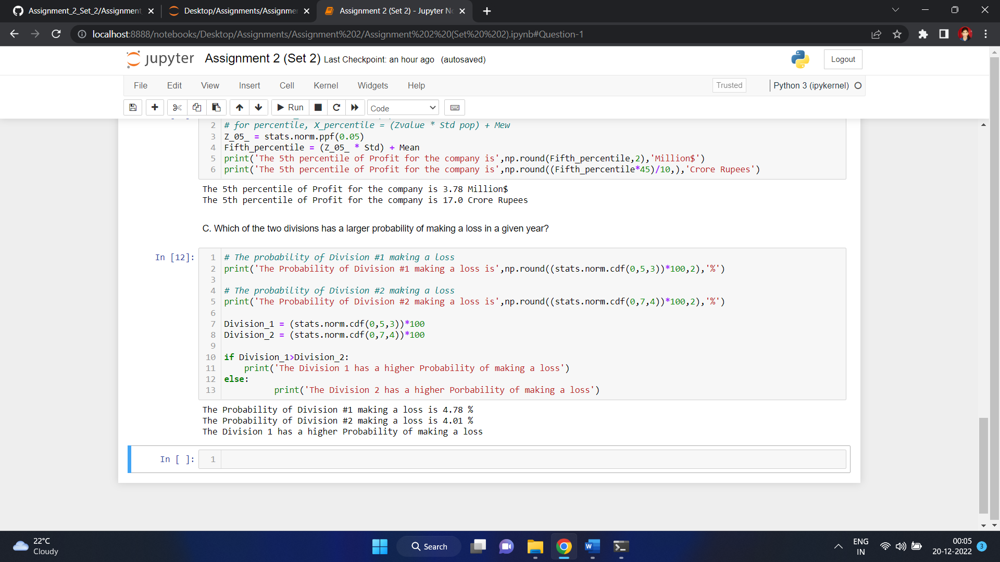 Assignment_2_Set_2/Assignment
Desktop/Assignments/Assignme
Assignment 2 (Set 2) - Jupyter No
localhost:8888/notebooks/Desktop/Assignments/Assignment%202/Assignment%202%20(Set%20%202).ipynb#Question-1
jupyter Assignment 2 (Set 2) Last Checkpoint: an hour ago (autosaved)
Logout
File Edit View Insert Cell Kernel Widgets Help
Trusted
Python 3 (ipykernel)
Run
Code
2 # for percentile, X_percentile = (Zvalue * Std pop) + Mew
3 Z_05_ = stats.norm.ppf(0.05)
4 Fifth_percentile = (Z_05_ * Std) + Mean
5 print('The 5th percentile of Profit for the company is',np.round(Fifth_percentile,2),'Million$')
6 print('The 5th percentile of Profit for the company is',np.round((Fifth_percentile*45)/10,),'Crore Rupees')
The 5th percentile of Profit for the company is 3.78 Million$
The 5th percentile of Profit for the company is 17.0 Crore Rupees
C. Which of the two divisions has a larger probability of making a loss in a given year?
In [12]:
1 # The probability of Division #1 making a loss
2 print('The Probability of Division #1 making a loss is',np.round((stats.norm.cdf(0,5,3))*100,2),'%')
3
4 # The probability of Division #2 making a loss
5 print('The Probability of Division #2 making a loss is',np.round((stats.norm.cdf(0,7,4))*100,2),'%')
6
7 Division_1 = (stats.norm.cdf(0,5,3))*100
8 Division_2 = (stats.norm.cdf(0,7,4))*100
9
10 if Division_1>Division_2:
11 print('The Division 1 has a higher Probability of making a loss')
12 else:
13 print('The Division 2 has a higher Porbability of making a loss')
The Probability of Division #1 making a loss is 4.78 %
The Probability of Division #2 making a loss is 4.01 %
The Division 1 has a higher Probability of making a loss
In [ ]:
1
22°C
Cloudy
Search
ENG
IN
00:05
20-12-2022
3